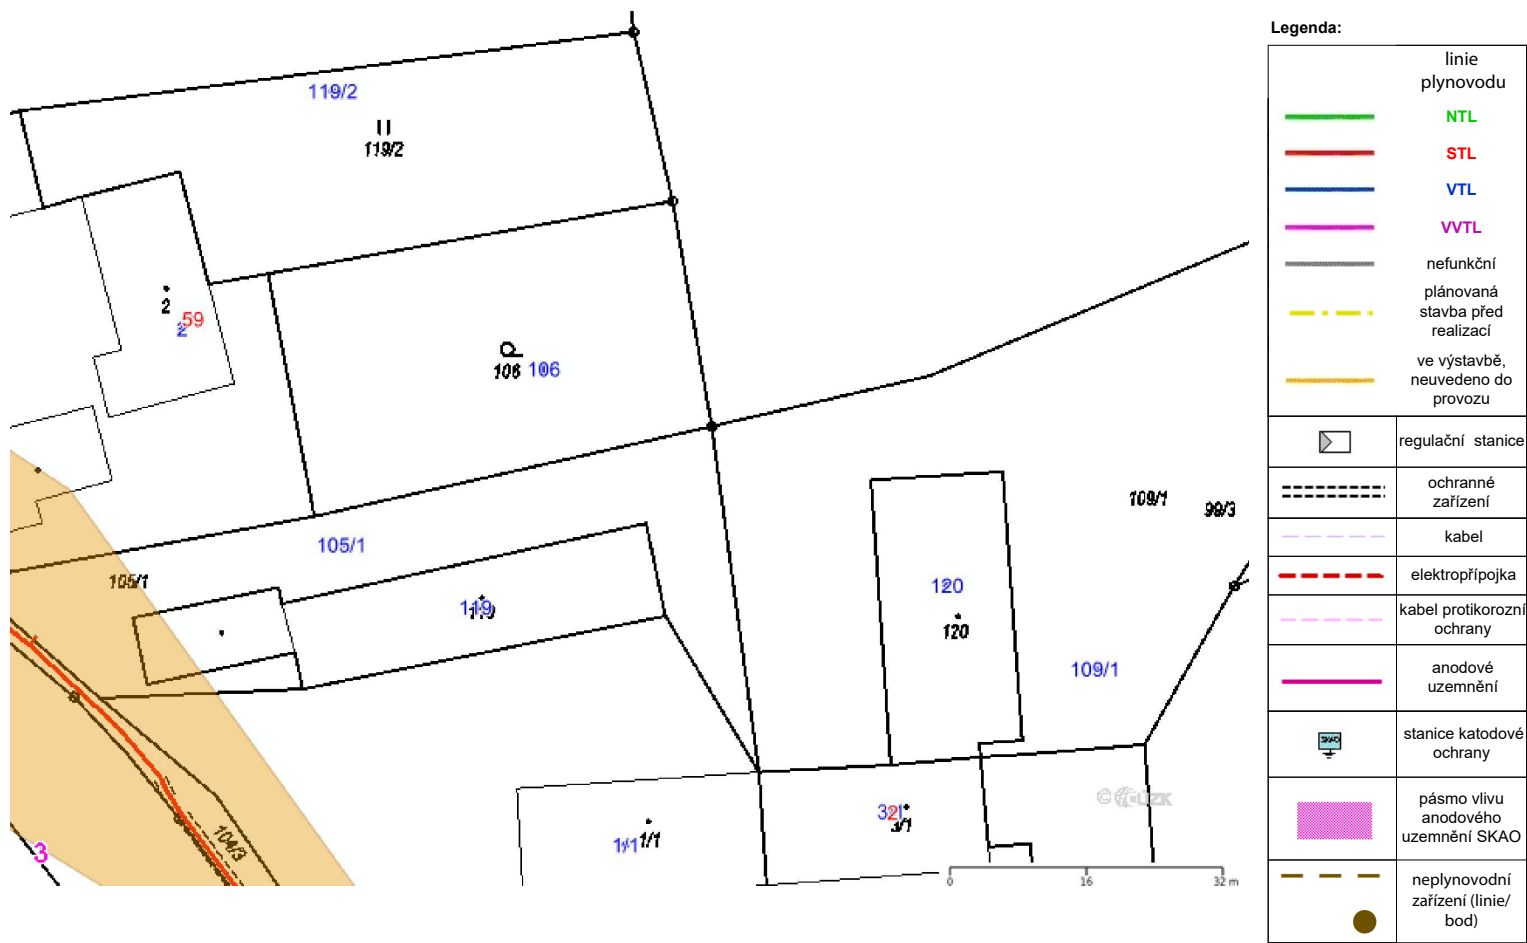 119/2
119/2
2
59
2
106
106
105/1
105/1
119
109/1
99/3
120
120
109/1
104/3
3
1/1
1/1
3/1
0
16
32 m
Legenda:
linie
plynovodu
NTL
STL
VTL
VVTL
nefunkční
plánovaná
stavba před
realizací
ve výstavbě,
neuvedeno do
provozu
regulační stanice
ochranné
zařízení
kabel
elektropřípojka
kabel protikorozní
ochrany
anodové
uzemnění
SKAO
stanice katodové
ochrany
pásmo vlivu
anodového
uzemnění SKAO
neplynovodní
zařízení (linie/
bod)